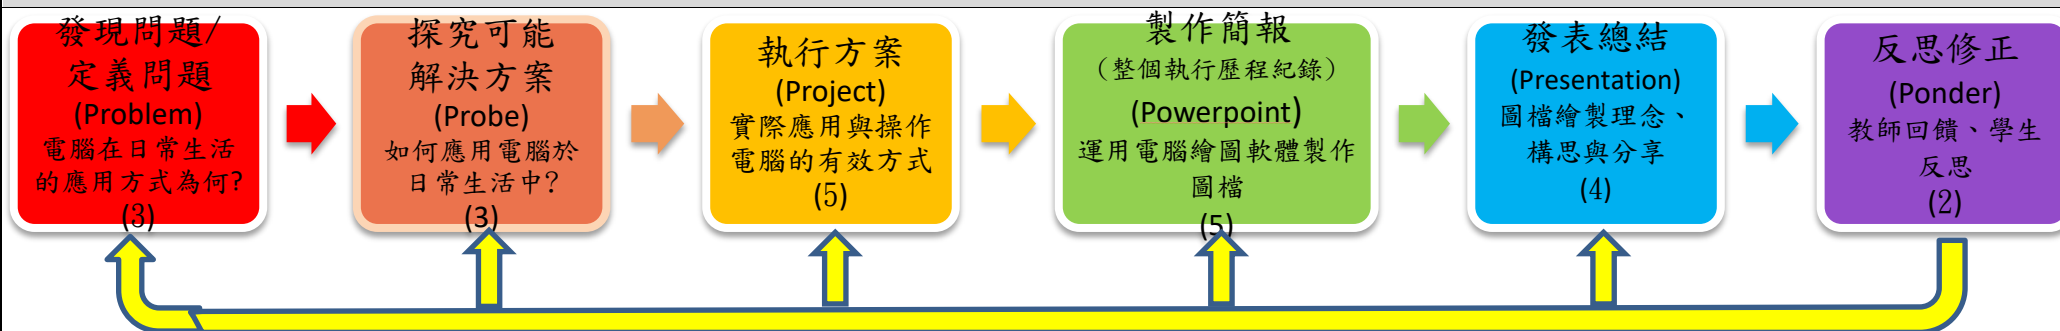 發現問題/
定義問題
(Problem)
電腦在日常生活
的應用方式為何?
(3)
探究可能
解決方案
(Probe)
如何應用電腦於
日常生活中?
(3)
執行方案
(Project)
實際應用與操作
電腦的有效方式
(5)
製作簡報
（整個執行歷程紀錄）
(Powerpoint)
運用電腦繪圖軟體製作
圖檔
(5)
發表總結
(Presentation)
圖檔繪製理念、
構思與分享
(4)
反思修正
(Ponder)
教師回饋、學生
反思
(2)